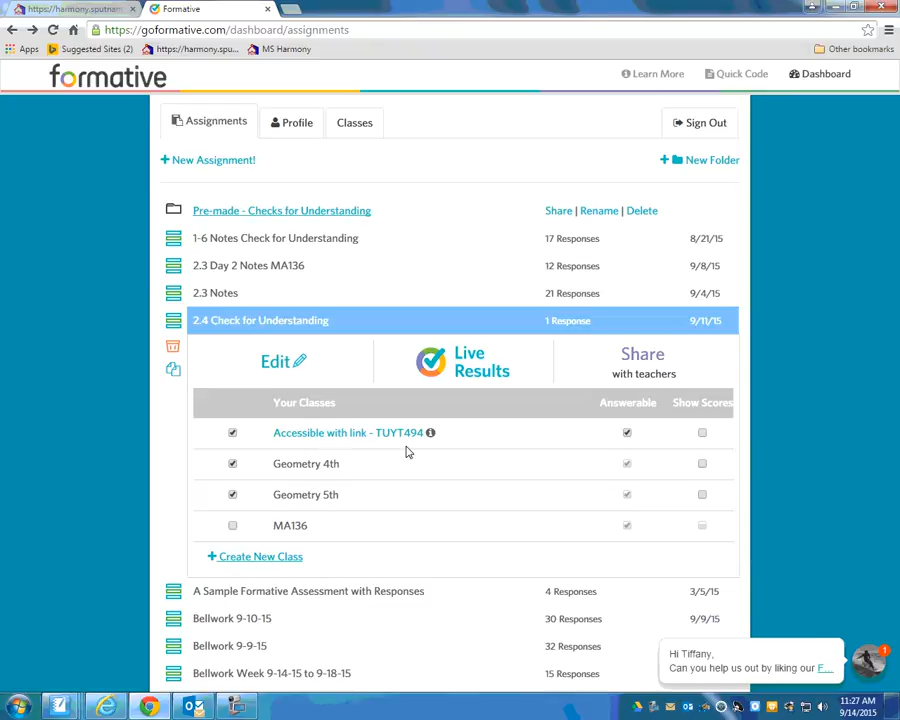 https://harmony.sputnam
Formative
https://goformative.com/dashboard/assignments
Apps
Suggested Sites (2)
https://harmony.spu...
MS Harmony
Other bookmarks
formative
Learn More
Quick Code
Dashboard
Assignments
Profile
Classes
Sign Out
+ New Assignment!
+ New Folder
Pre-made - Checks for Understanding
Share | Rename | Delete
1-6 Notes Check for Understanding
17 Responses
8/21/15
2.3 Day 2 Notes MA136
12 Responses
9/8/15
2.3 Notes
21 Responses
9/4/15
2.4 Check for Understanding
1 Response
9/11/15
Edit
Live
Results
Share
with teachers
Your Classes
Answerable
Show Scores
Accessible with link - TUYT494
Geometry 4th
Geometry 5th
MA136
+ Create New Class
A Sample Formative Assessment with Responses
4 Responses
3/5/15
Bellwork 9-10-15
30 Responses
9/9/15
Bellwork 9-9-15
32 Responses
Bellwork Week 9-14-15 to 9-18-15
15 Responses
Hi Tiffany,
Can you help us out by liking our F...
1
11:27 AM
9/14/2015